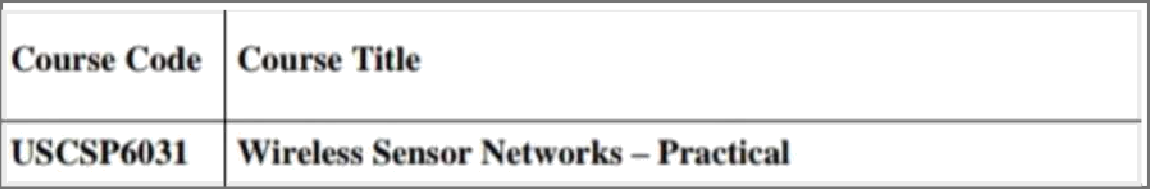 Course Code Course Title
USCSP6031 Wireless Sensor Networks – Practical